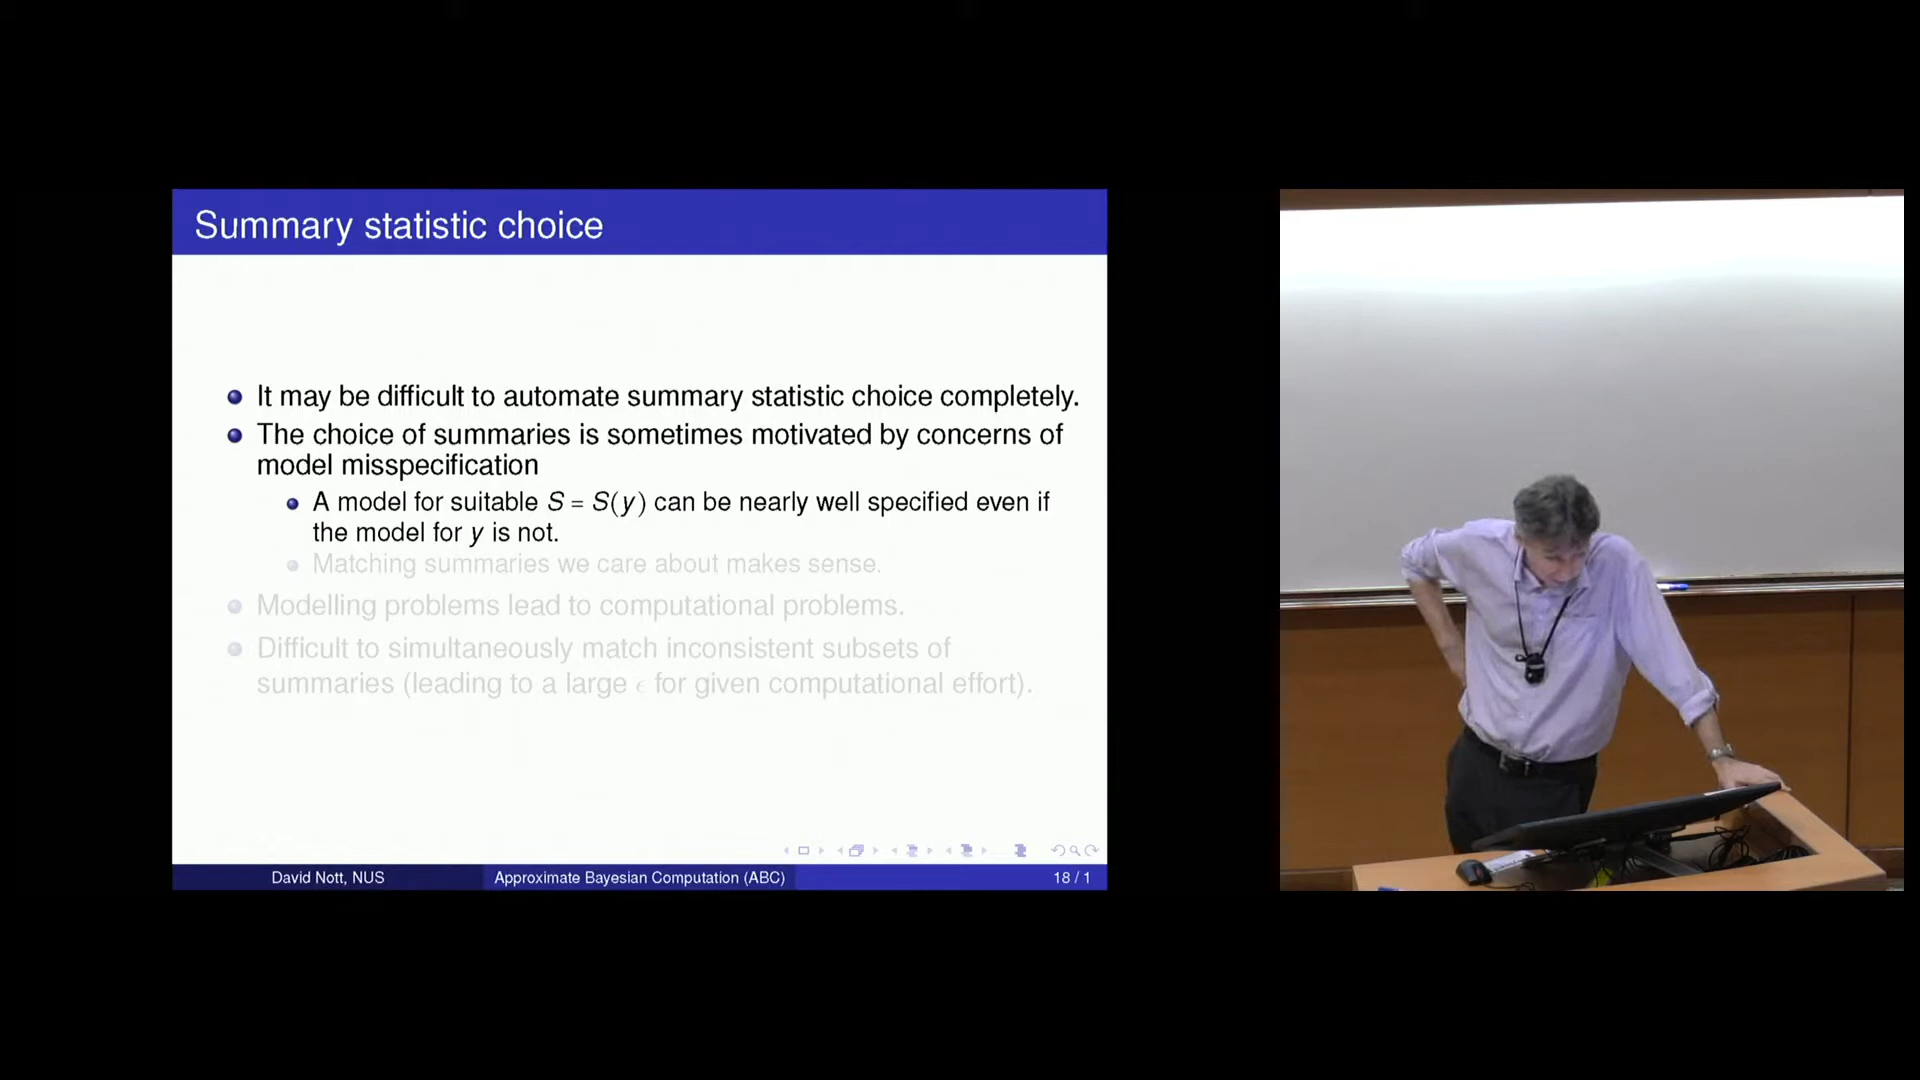 Summary statistic choice
It may be difficult to automate summary statistic choice completely.
The choice of summaries is sometimes motivated by concerns of
model misspecification
A model for suitable S = S(y) can be nearly well specified even if
the model for y is not.
Matching summaries we care about makes sense.
Modelling problems lead to computational problems.
Difficult to simultaneously match inconsistent subsets of
summaries (leading to a large ϵ for given computational effort).
David Nott, NUS
Approximate Bayesian Computation (ABC)
18 / 1